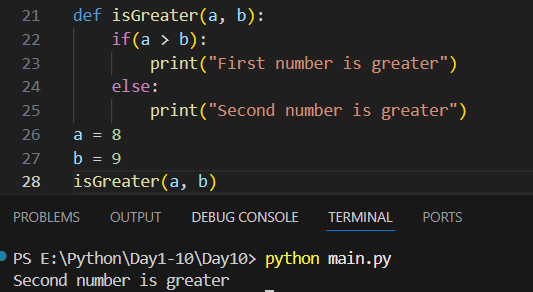 21 def isGreater(a, b):
22     if(a > b):
23         print("First number is greater")
24     else:
25         print("Second number is greater")
26 a = 8
27 b = 9
28 isGreater(a, b)
PROBLEMS OUTPUT DEBUG CONSOLE TERMINAL PORTS
PS E:\Python\Day1-10\Day10> python main.py
Second number is greater